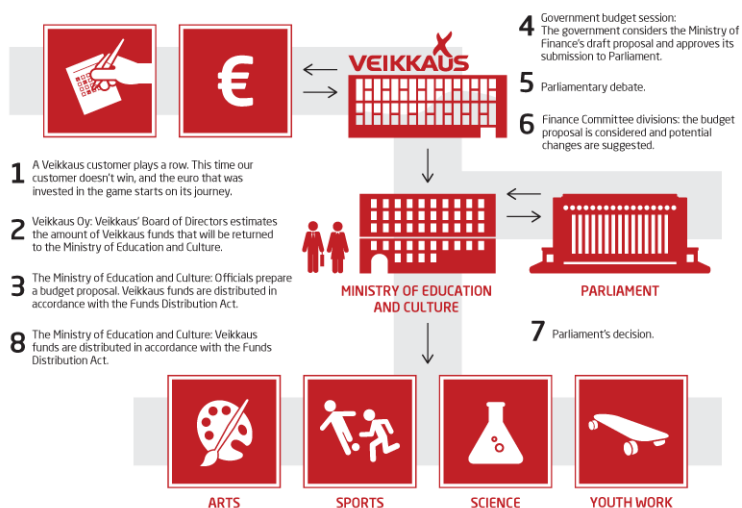 VEIKKAUS
€
1 A Veikkaus customer plays a row. This time our
customer doesn't win, and the euro that was
invested in the game starts on its journey.
2 Veikkaus Oy: Veikkaus' Board of Directors estimates
the amount of Veikkaus funds that will be returned
to the Ministry of Education and Culture.
3 The Ministry of Education and Culture: Officials prepare
a budget proposal. Veikkaus funds are distributed in
accordance with the Funds Distribution Act.
8 The Ministry of Education and Culture: Veikkaus
funds are distributed in accordance with the Funds
Distribution Act.
4 Government budget session:
The government considers the Ministry of
Finance's draft proposal and approves its
submission to Parliament.
5 Parliamentary debate.
6 Finance Committee divisions: the budget
proposal is considered and potential
changes are suggested.
MINISTRY OF EDUCATION
AND CULTURE
PARLIAMENT
7 Parliament's decision.
ARTS
SPORTS
SCIENCE
YOUTH WORK